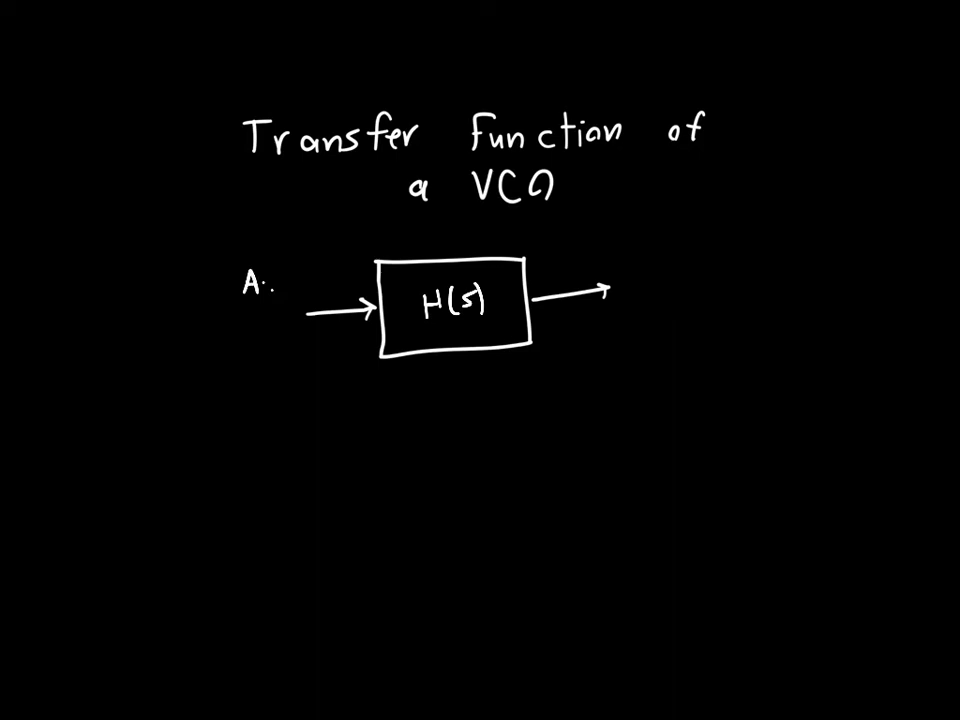 Transfer Function of
a VCO
A..
H(s)